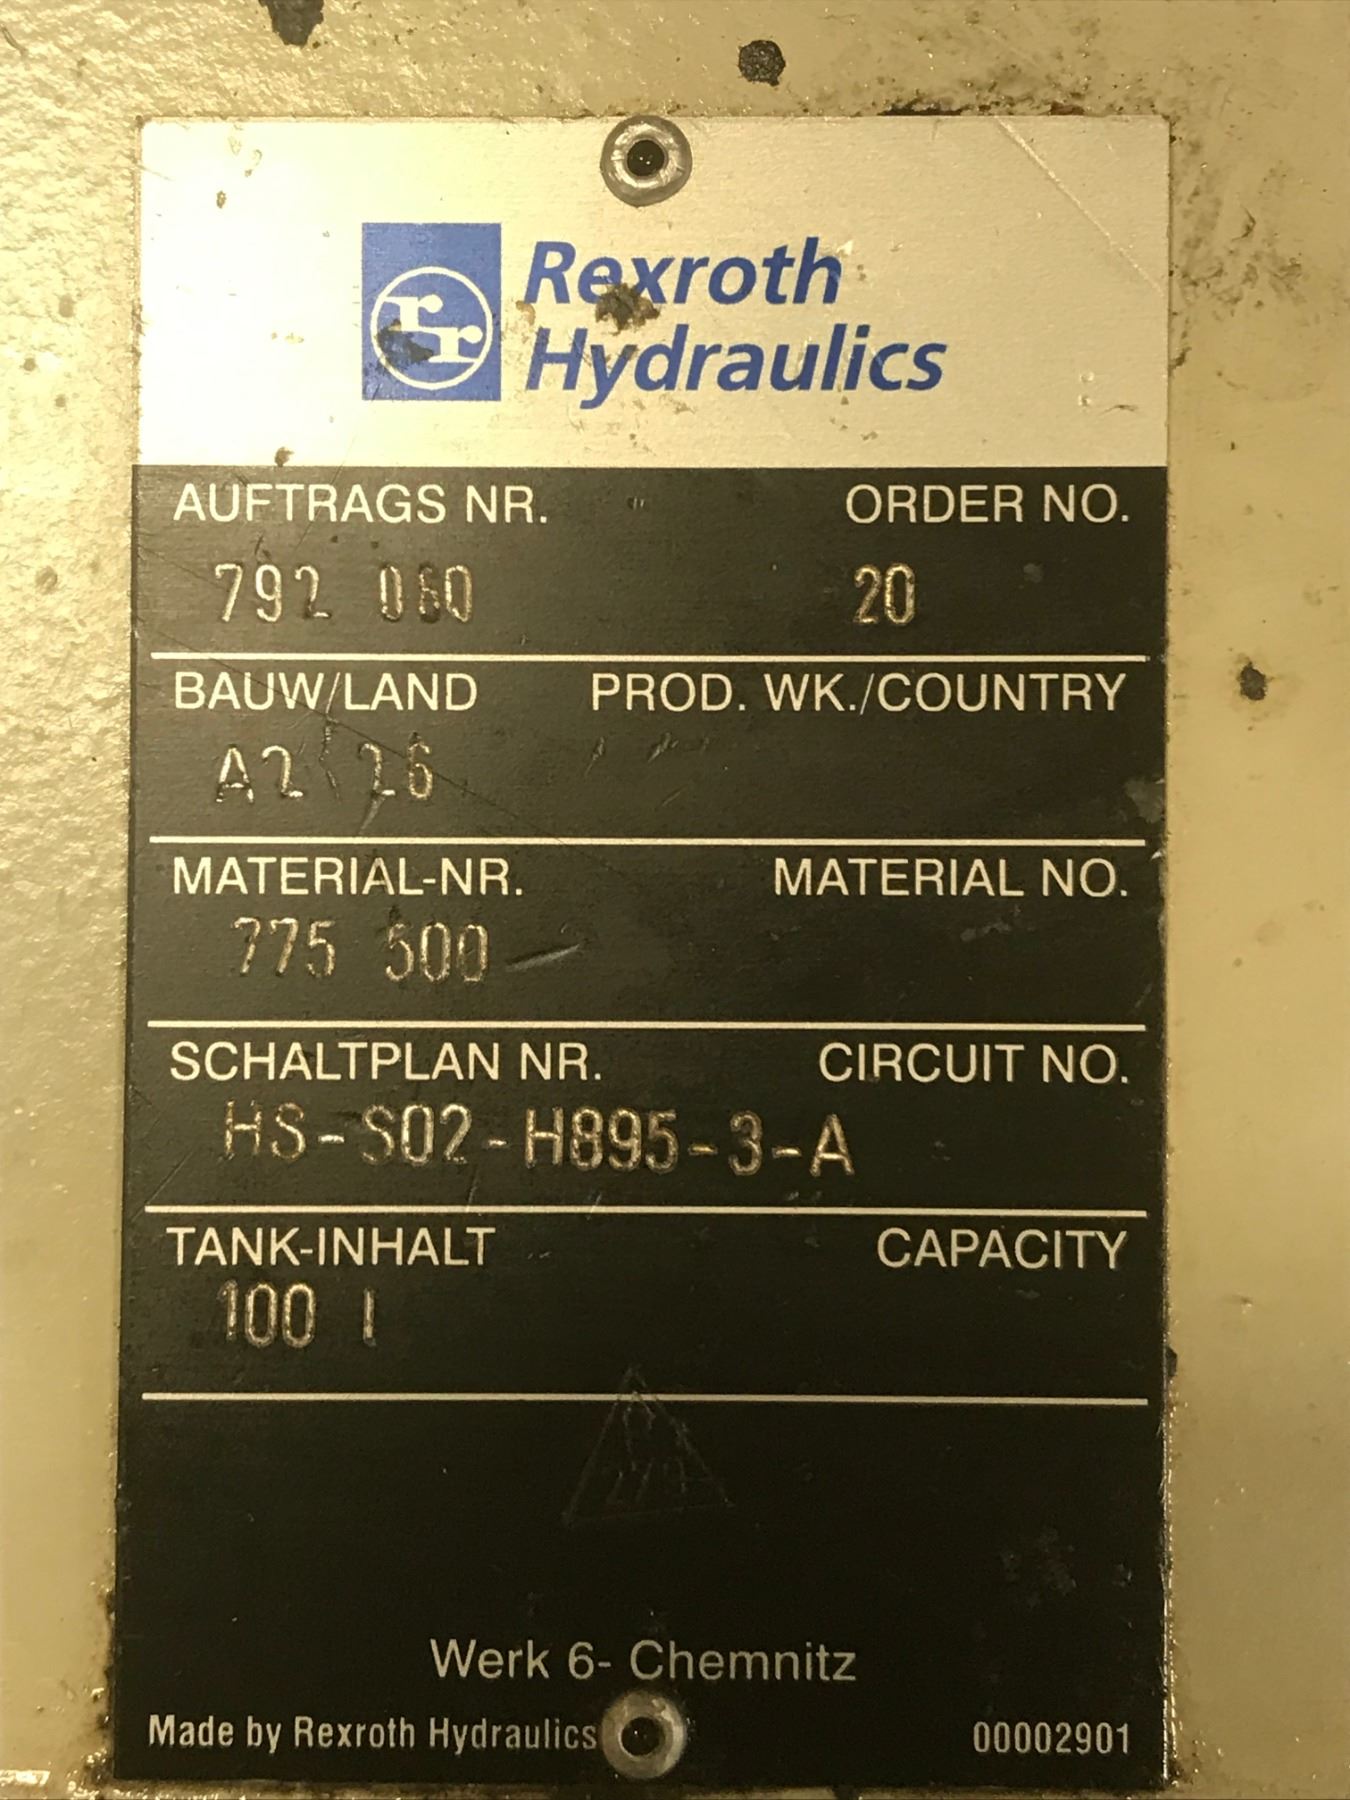 rr
Rexroth
Hydraulics
AUFTRAGS NR. ORDER NO.
792 060 20
BAUW/LAND PROD. WK./COUNTRY
A2 26
MATERIAL-NR. MATERIAL NO.
775 500
SCHALTPLAN NR. CIRCUIT NO.
HS-S02-H895-3-A
TANK-INHALT CAPACITY
100 l
Werk 6- Chemnitz
Made by Rexroth Hydraulics 00002901